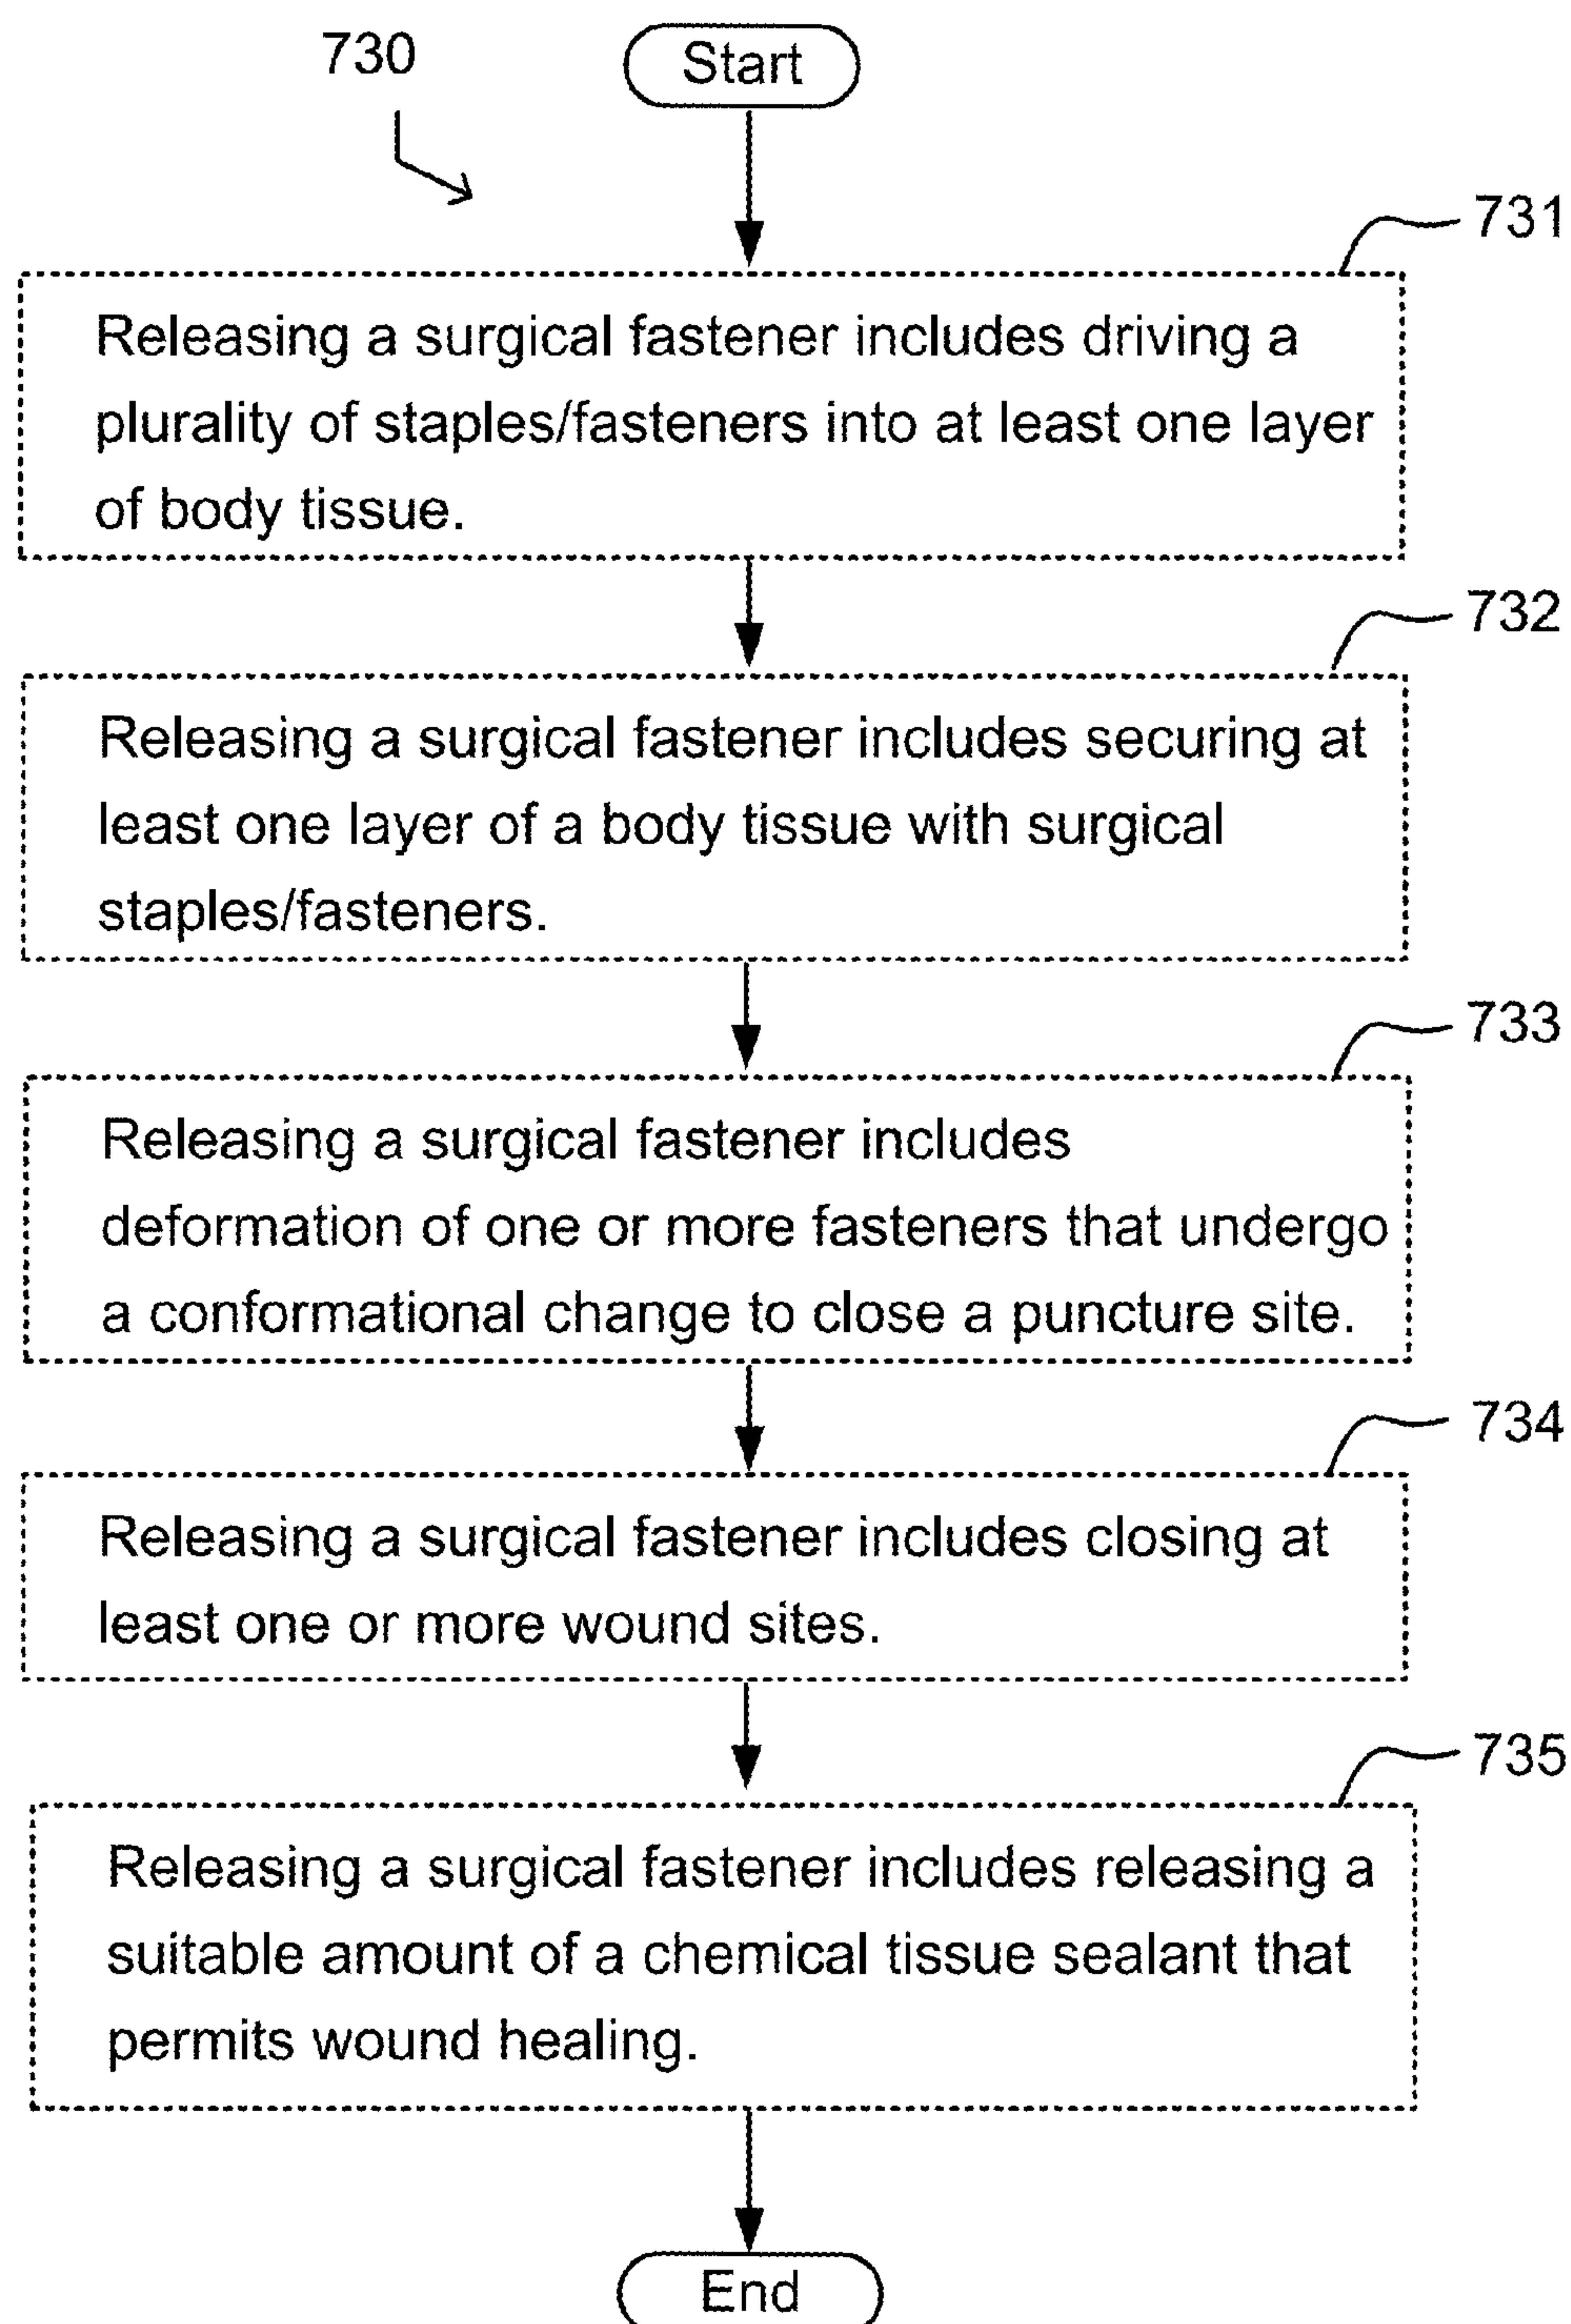 730
Start
731
Releasing a surgical fastener includes driving a
plurality of staples/fasteners into at least one layer
of body tissue.
732
Releasing a surgical fastener includes securing at
least one layer of a body tissue with surgical
staples/fasteners.
733
Releasing a surgical fastener includes
deformation of one or more fasteners that undergo
a conformational change to close a puncture site.
734
Releasing a surgical fastener includes closing at
least one or more wound sites.
735
Releasing a surgical fastener includes releasing a
suitable amount of a chemical tissue sealant that
permits wound healing.
End